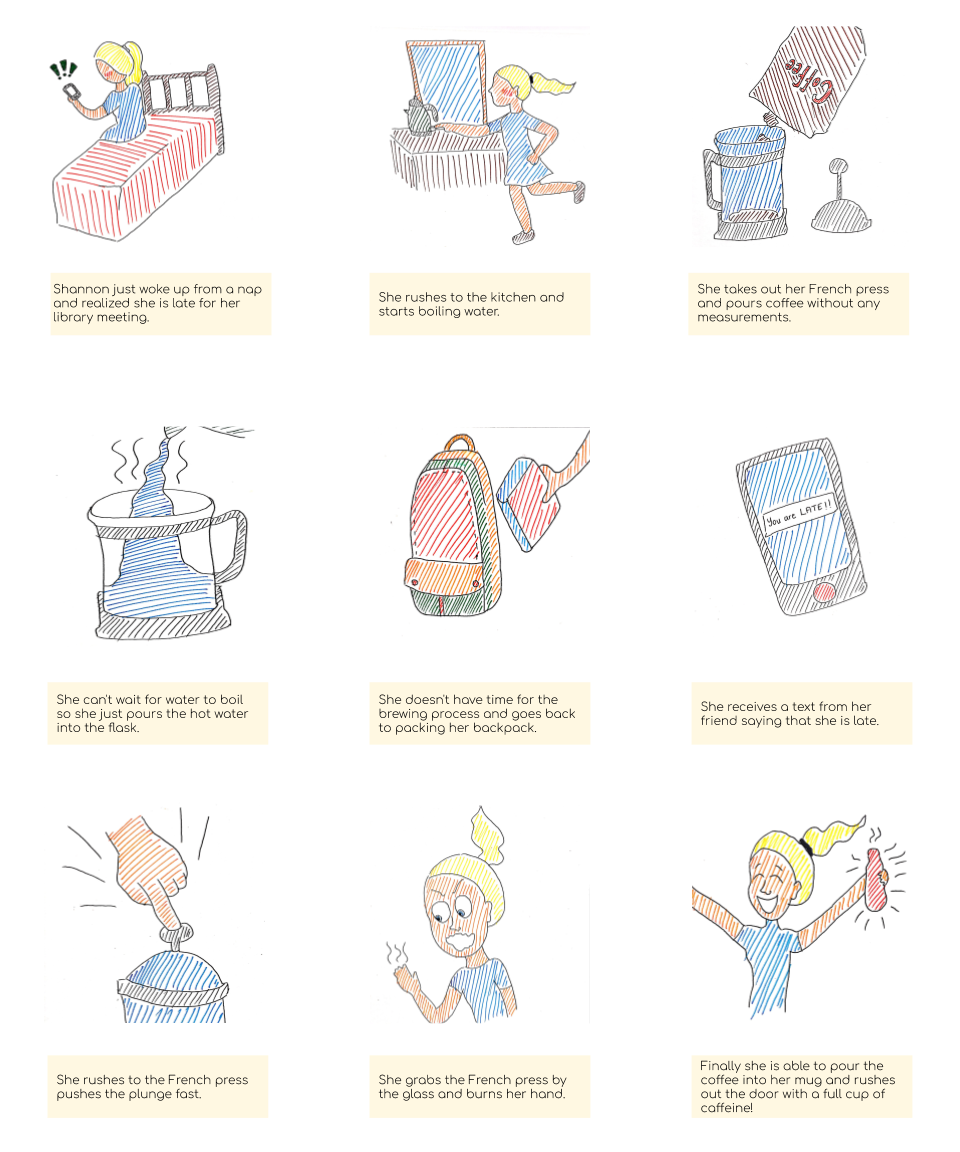 Coffee
Shannon just woke up from a nap
and realized she is late for her
library meeting.
She rushes to the kitchen and
starts boiling water.
She takes out her French press
and pours coffee without any
measurements.
You are LATE!!
She can't wait for water to boil
so she just pours the hot water
into the flask.
She doesn't have time for the
brewing process and goes back
to packing her backpack.
She receives a text from her
friend saying that she is late.
She rushes to the French press
pushes the plunge fast.
She grabs the French press by
the glass and burns her hand.
Finally she is able to pour the
coffee into her mug and rushes
out the door with a full cup of
caffeine!